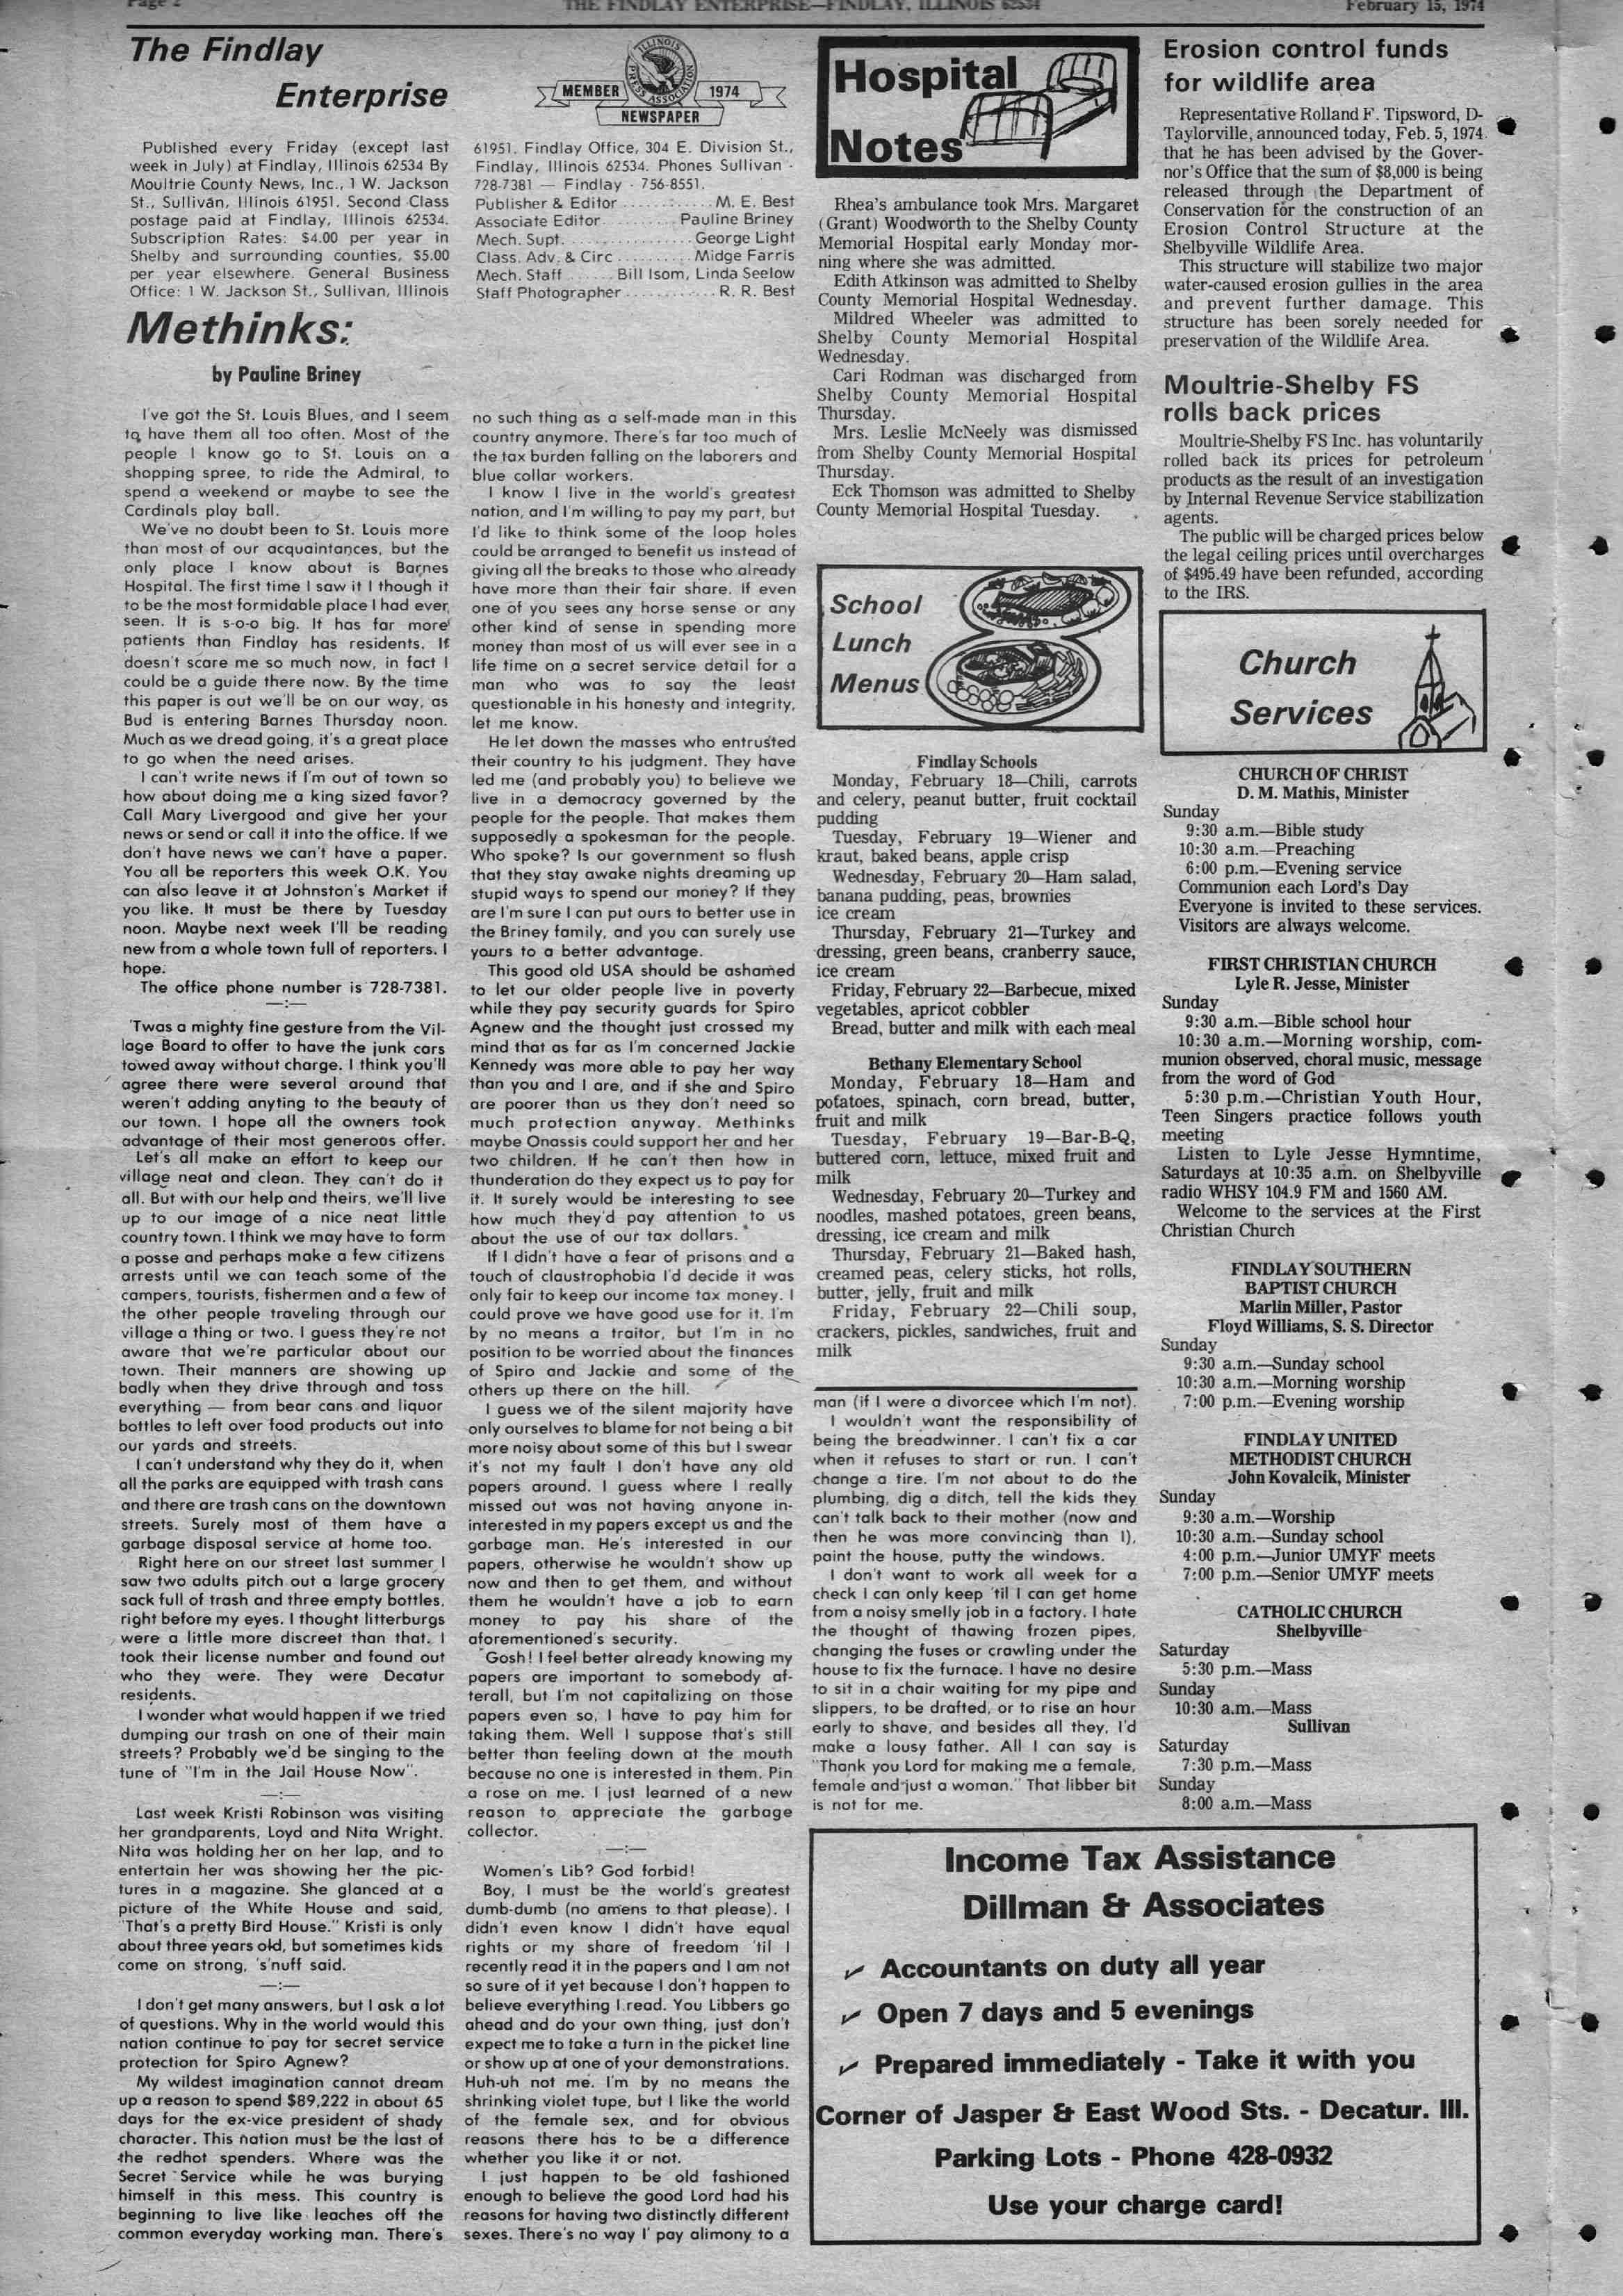 Page 2
THE FINDLAY ENTERPRISE—FINDLAY, ILLINOIS 62534
February 15, 1974
The Findlay
Enterprise
MEMBER
ILLINOIS
PRESS ASSOCIATION
1974
NEWSPAPER
Published every Friday (except last
week in July) at Findlay, Illinois 62534 By
Moultrie County News, Inc., 1 W. Jackson
St., Sullivan, Illinois 61951. Second Class
postage paid at Findlay, Illinois 62534.
Subscription Rates: $4.00 per year in
Shelby and surrounding counties, $5.00
per year elsewhere. General Business
Office: 1 W. Jackson St., Sullivan, Illinois
61951. Findlay Office, 304 E. Division St.,
Findlay, Illinois 62534. Phones Sullivan -
728-7381 — Findlay - 756-8551.
Publisher & Editor ........... M. E. Best
Associate Editor ........ Pauline Briney
Mech. Supt. ............... George Light
Class. Adv. & Circ .......... Midge Farris
Mech. Staff ...... Bill Isom, Linda Seelow
Staff Photographer ........... R. R. Best
Methinks:
by Pauline Briney
I've got the St. Louis Blues, and I seem
to have them all too often. Most of the
people I know go to St. Louis on a
shopping spree, to ride the Admiral, to
spend a weekend or maybe to see the
Cardinals play ball.
We've no doubt been to St. Louis more
than most of our acquaintances, but the
only place I know about is Barnes
Hospital. The first time I saw it I though it
to be the most formidable place I had ever
seen. It is s-o-o big. It has far more
patients than Findlay has residents. It
doesn't scare me so much now, in fact I
could be a guide there now. By the time
this paper is out we'll be on our way, as
Bud is entering Barnes Thursday noon.
Much as we dread going, it's a great place
to go when the need arises.
I can't write news if I'm out of town so
how about doing me a king sized favor?
Call Mary Livergood and give her your
news or send or call it into the office. If we
don't have news we can't have a paper.
You all be reporters this week O.K. You
can also leave it at Johnston's Market if
you like. It must be there by Tuesday
noon. Maybe next week I'll be reading
new from a whole town full of reporters. I
hope.
The office phone number is 728-7381.
—:—
'Twas a mighty fine gesture from the Vil-
lage Board to offer to have the junk cars
towed away without charge. I think you'll
agree there were several around that
weren't adding anyting to the beauty of
our town. I hope all the owners took
advantage of their most generous offer.
Let's all make an effort to keep our
village neat and clean. They can't do it
all. But with our help and theirs, we'll live
up to our image of a nice neat little
country town. I think we may have to form
a posse and perhaps make a few citizens
arrests until we can teach some of the
campers, tourists, fishermen and a few of
the other people traveling through our
village a thing or two. I guess they're not
aware that we're particular about our
town. Their manners are showing up
badly when they drive through and toss
everything — from bear cans and liquor
bottles to left over food products out into
our yards and streets.
I can't understand why they do it, when
all the parks are equipped with trash cans
and there are trash cans on the downtown
streets. Surely most of them have a
garbage disposal service at home too.
Right here on our street last summer I
saw two adults pitch out a large grocery
sack full of trash and three empty bottles,
right before my eyes. I thought litterburgs
were a little more discreet than that. I
took their license number and found out
who they were. They were Decatur
residents.
I wonder what would happen if we tried
dumping our trash on one of their main
streets? Probably we'd be singing to the
tune of "I'm in the Jail House Now".
—:—
Last week Kristi Robinson was visiting
her grandparents, Loyd and Nita Wright.
Nita was holding her on her lap, and to
entertain her was showing her the pic-
tures in a magazine. She glanced at a
picture of the White House and said,
"That's a pretty Bird House." Kristi is only
about three years old, but sometimes kids
come on strong, 's'nuff said.
—:—
I don't get many answers, but I ask a lot
of questions. Why in the world would this
nation continue to pay for secret service
protection for Spiro Agnew?
My wildest imagination cannot dream
up a reason to spend $89,222 in about 65
days for the ex-vice president of shady
character. This nation must be the last of
the redhot spenders. Where was the
Secret Service while he was burying
himself in this mess. This country is
beginning to live like leaches off the
common everyday working man. There's
no such thing as a self-made man in this
country anymore. There's far too much of
the tax burden falling on the laborers and
blue collar workers.
I know I live in the world's greatest
nation, and I'm willing to pay my part, but
I'd like to think some of the loop holes
could be arranged to benefit us instead of
giving all the breaks to those who already
have more than their fair share. If even
one of you sees any horse sense or any
other kind of sense in spending more
money than most of us will ever see in a
life time on a secret service detail for a
man who was to say the least
questionable in his honesty and integrity,
let me know.
He let down the masses who entrusted
their country to his judgment. They have
led me (and probably you) to believe we
live in a democracy governed by the
people for the people. That makes them
supposedly a spokesman for the people.
Who spoke? Is our government so flush
that they stay awake nights dreaming up
stupid ways to spend our money? If they
are I'm sure I can put ours to better use in
the Briney family, and you can surely use
yours to a better advantage.
This good old USA should be ashamed
to let our older people live in poverty
while they pay security guards for Spiro
Agnew and the thought just crossed my
mind that as far as I'm concerned Jackie
Kennedy was more able to pay her way
than you and I are, and if she and Spiro
are poorer than us they don't need so
much protection anyway. Methinks
maybe Onassis could support her and her
two children. If he can't then how in
thunderation do they expect us to pay for
it. It surely would be interesting to see
how much they'd pay attention to us
about the use of our tax dollars.
If I didn't have a fear of prisons and a
touch of claustrophobia I'd decide it was
only fair to keep our income tax money. I
could prove we have good use for it. I'm
by no means a traitor, but I'm in no
position to be worried about the finances
of Spiro and Jackie and some of the
others up there on the hill.
I guess we of the silent majority have
only ourselves to blame for not being a bit
more noisy about some of this but I swear
it's not my fault I don't have any old
papers around. I guess where I really
missed out was not having anyone in-
interested in my papers except us and the
garbage man. He's interested in our
papers, otherwise he wouldn't show up
now and then to get them, and without
them he wouldn't have a job to earn
money to pay his share of the
aforementioned's security.
Gosh! I feel better already knowing my
papers are important to somebody af-
terall, but I'm not capitalizing on those
papers even so, I have to pay him for
taking them. Well I suppose that's still
better than feeling down at the mouth
because no one is interested in them. Pin
a rose on me. I just learned of a new
reason to appreciate the garbage
collector.
—:—
Women's Lib? God forbid!
Boy, I must be the world's greatest
dumb-dumb (no amens to that please). I
didn't even know I didn't have equal
rights or my share of freedom 'til I
recently read it in the papers and I am not
so sure of it yet because I don't happen to
believe everything I read. You Libbers go
ahead and do your own thing, just don't
expect me to take a turn in the picket line
or show up at one of your demonstrations.
Huh-uh not me. I'm by no means the
shrinking violet tupe, but I like the world
of the female sex, and for obvious
reasons there has to be a difference
whether you like it or not.
I just happen to be old fashioned
enough to believe the good Lord had his
reasons for having two distinctly different
sexes. There's no way I' pay alimony to a
man (if I were a divorcee which I'm not).
I wouldn't want the responsibility of
being the breadwinner. I can't fix a car
when it refuses to start or run. I can't
change a tire. I'm not about to do the
plumbing, dig a ditch, tell the kids they
can't talk back to their mother (now and
then he was more convincing than I),
paint the house, putty the windows.
I don't want to work all week for a
check I can only keep 'til I can get home
from a noisy smelly job in a factory. I hate
the thought of thawing frozen pipes,
changing the fuses or crawling under the
house to fix the furnace. I have no desire
to sit in a chair waiting for my pipe and
slippers, to be drafted, or to rise an hour
early to shave, and besides all they, I'd
make a lousy father. All I can say is
"Thank you Lord for making me a female,
female and just a woman." That libber bit
is not for me.
Hospital
Notes
Rhea's ambulance took Mrs. Margaret
(Grant) Woodworth to the Shelby County
Memorial Hospital early Monday mor-
ning where she was admitted.
Edith Atkinson was admitted to Shelby
County Memorial Hospital Wednesday.
Mildred Wheeler was admitted to
Shelby County Memorial Hospital
Wednesday.
Cari Rodman was discharged from
Shelby County Memorial Hospital
Thursday.
Mrs. Leslie McNeely was dismissed
from Shelby County Memorial Hospital
Thursday.
Eck Thomson was admitted to Shelby
County Memorial Hospital Tuesday.
School
Lunch
Menus
Findlay Schools
Monday, February 18—Chili, carrots
and celery, peanut butter, fruit cocktail
pudding
Tuesday, February 19—Wiener and
kraut, baked beans, apple crisp
Wednesday, February 20—Ham salad,
banana pudding, peas, brownies
ice cream
Thursday, February 21—Turkey and
dressing, green beans, cranberry sauce,
ice cream
Friday, February 22—Barbecue, mixed
vegetables, apricot cobbler
Bread, butter and milk with each meal
Bethany Elementary School
Monday, February 18—Ham and
potatoes, spinach, corn bread, butter,
fruit and milk
Tuesday, February 19—Bar-B-Q,
buttered corn, lettuce, mixed fruit and
milk
Wednesday, February 20—Turkey and
noodles, mashed potatoes, green beans,
dressing, ice cream and milk
Thursday, February 21—Baked hash,
creamed peas, celery sticks, hot rolls,
butter, jelly, fruit and milk
Friday, February 22—Chili soup,
crackers, pickles, sandwiches, fruit and
milk
Erosion control funds
for wildlife area
Representative Rolland F. Tipsword, D-
Taylorville, announced today, Feb. 5, 1974
that he has been advised by the Gover-
nor's Office that the sum of $8,000 is being
released through the Department of
Conservation for the construction of an
Erosion Control Structure at the
Shelbyville Wildlife Area.
This structure will stabilize two major
water-caused erosion gullies in the area
and prevent further damage. This
structure has been sorely needed for
preservation of the Wildlife Area.
Moultrie-Shelby FS
rolls back prices
Moultrie-Shelby FS Inc. has voluntarily
rolled back its prices for petroleum
products as the result of an investigation
by Internal Revenue Service stabilization
agents.
The public will be charged prices below
the legal ceiling prices until overcharges
of $495.49 have been refunded, according
to the IRS.
Church
Services
CHURCH OF CHRIST
D. M. Mathis, Minister
Sunday
9:30 a.m.—Bible study
10:30 a.m.—Preaching
6:00 p.m.—Evening service
Communion each Lord's Day
Everyone is invited to these services.
Visitors are always welcome.
FIRST CHRISTIAN CHURCH
Lyle R. Jesse, Minister
Sunday
9:30 a.m.—Bible school hour
10:30 a.m.—Morning worship, com-
munion observed, choral music, message
from the word of God
5:30 p.m.—Christian Youth Hour,
Teen Singers practice follows youth
meeting
Listen to Lyle Jesse Hymntime,
Saturdays at 10:35 a.m. on Shelbyville
radio WHSY 104.9 FM and 1560 AM.
Welcome to the services at the First
Christian Church
FINDLAY SOUTHERN
BAPTIST CHURCH
Marlin Miller, Pastor
Floyd Williams, S. S. Director
Sunday
9:30 a.m.—Sunday school
10:30 a.m.—Morning worship
7:00 p.m.—Evening worship
FINDLAY UNITED
METHODIST CHURCH
John Kovalcik, Minister
Sunday
9:30 a.m.—Worship
10:30 a.m.—Sunday school
4:00 p.m.—Junior UMYF meets
7:00 p.m.—Senior UMYF meets
CATHOLIC CHURCH
Shelbyville
Saturday
5:30 p.m.—Mass
Sunday
10:30 a.m.—Mass
Sullivan
Saturday
7:30 p.m.—Mass
Sunday
8:00 a.m.—Mass
Income Tax Assistance
Dillman & Associates
✓ Accountants on duty all year
✓ Open 7 days and 5 evenings
✓ Prepared immediately - Take it with you
Corner of Jasper & East Wood Sts. - Decatur. Ill.
Parking Lots - Phone 428-0932
Use your charge card!